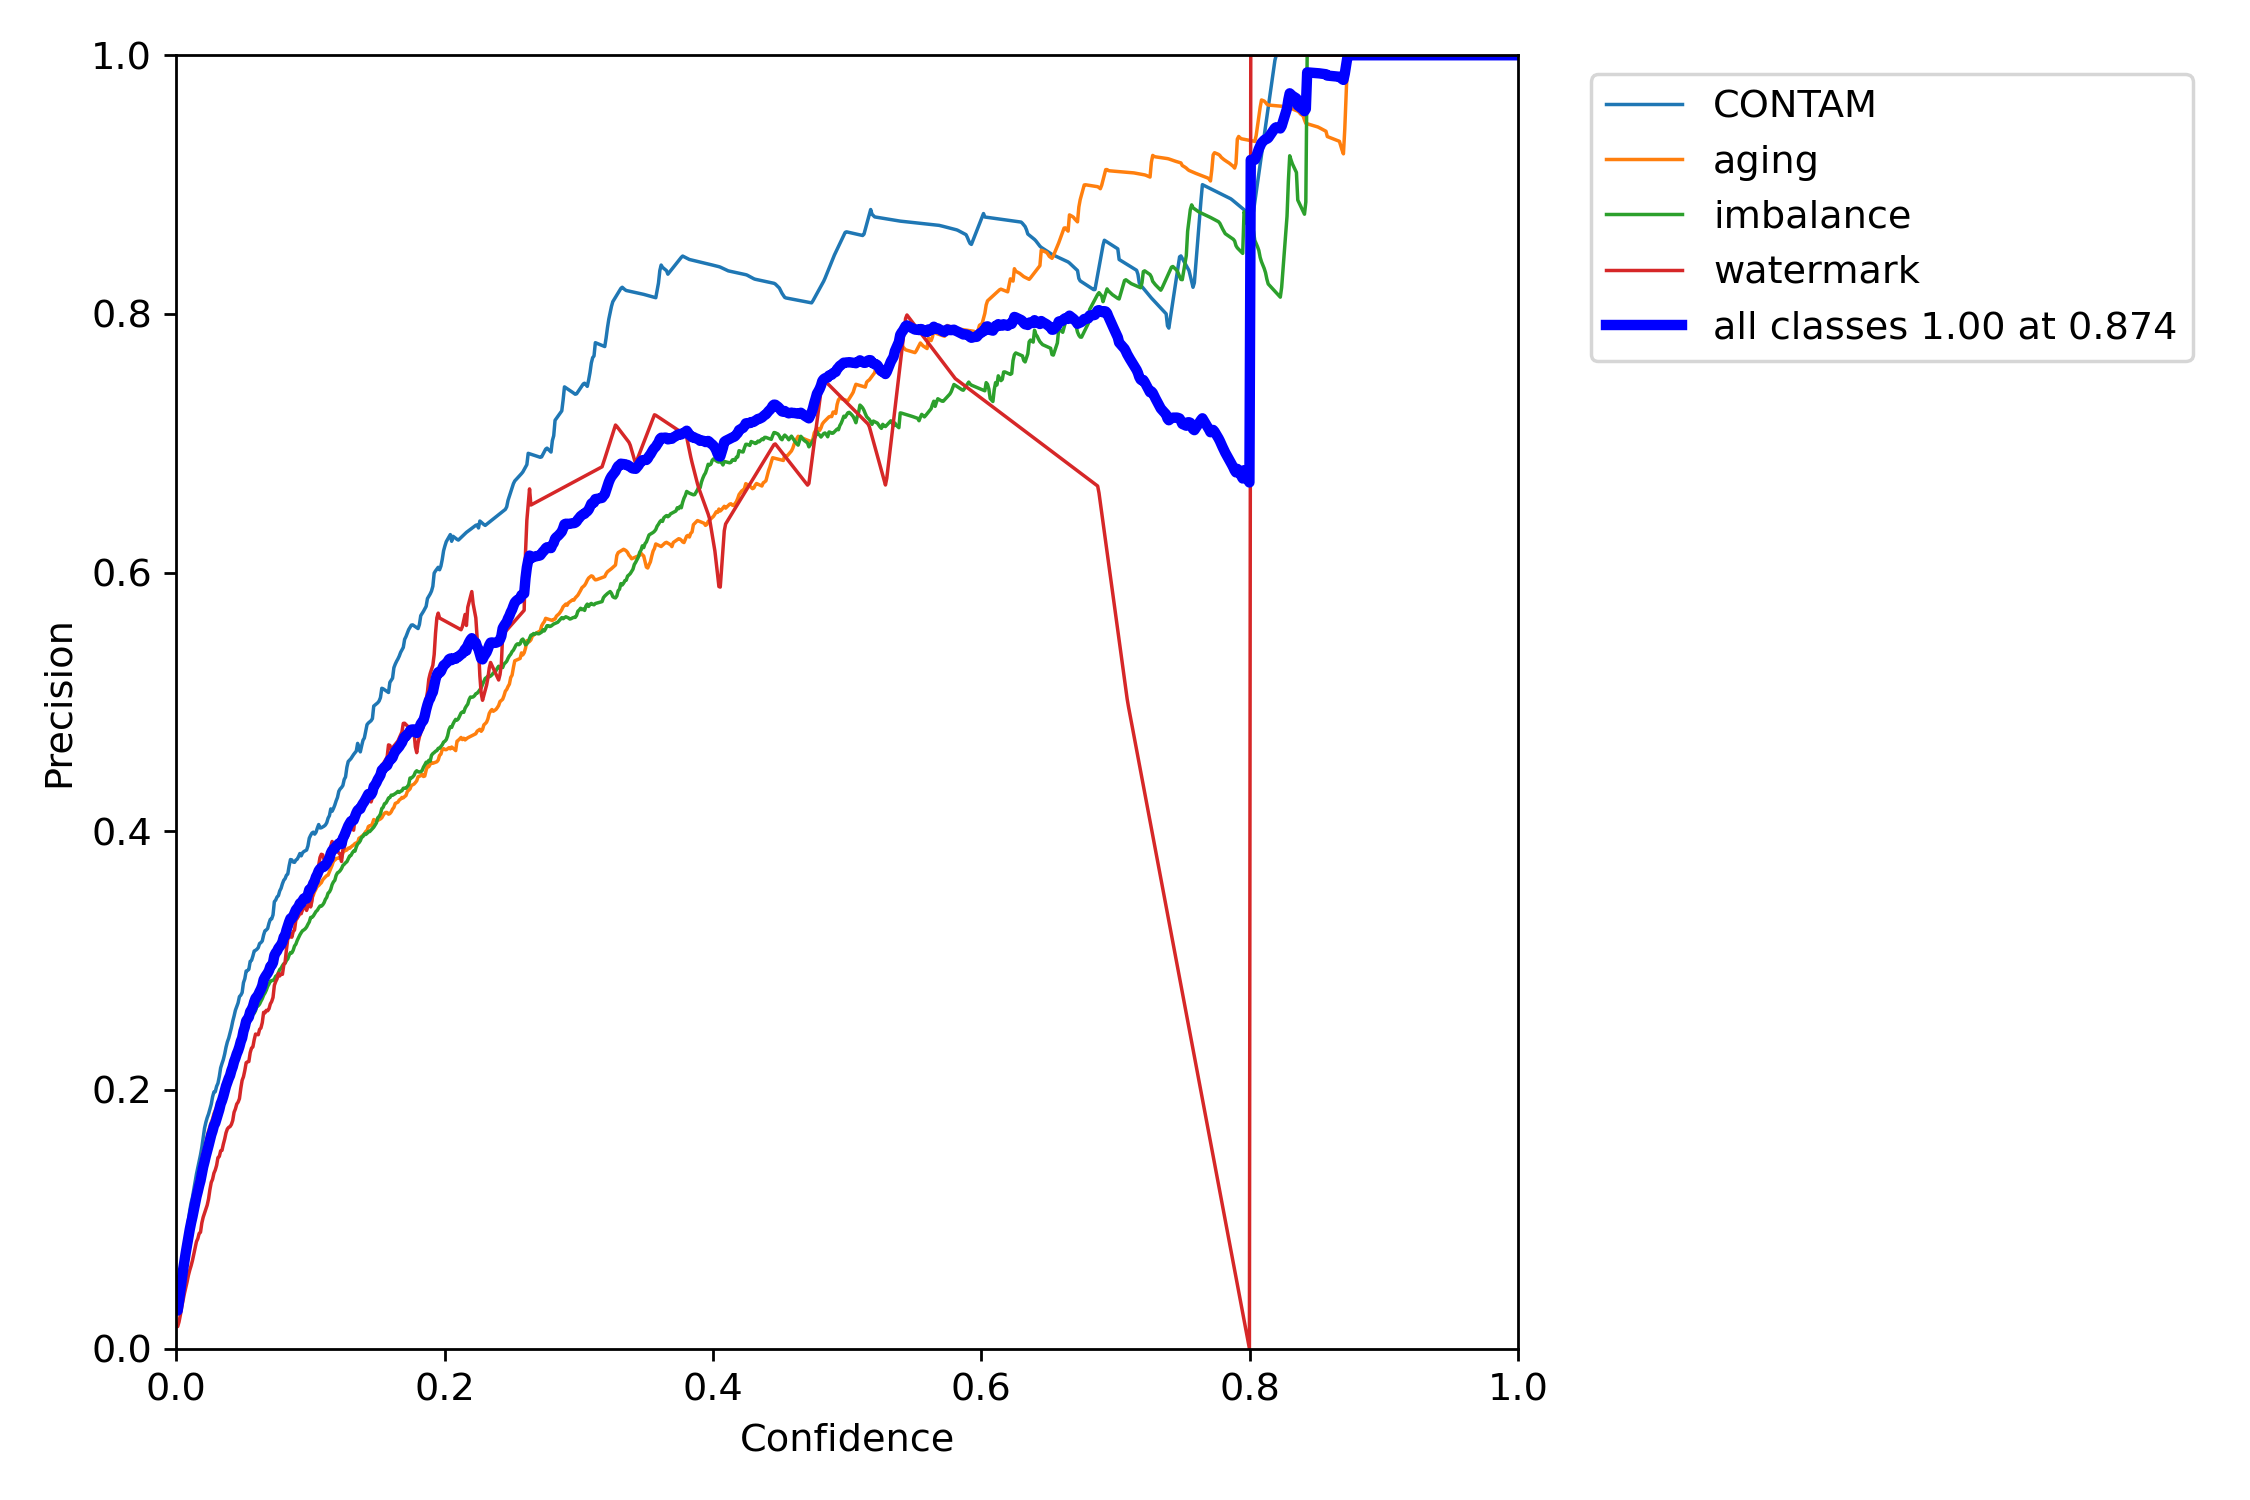 1.0
0.8
0.6
0.4
0.2
0.0
Precision
0.0 0.2 0.4 0.6 0.8 1.0
Confidence
CONTAM
aging
imbalance
watermark
all classes 1.00 at 0.874